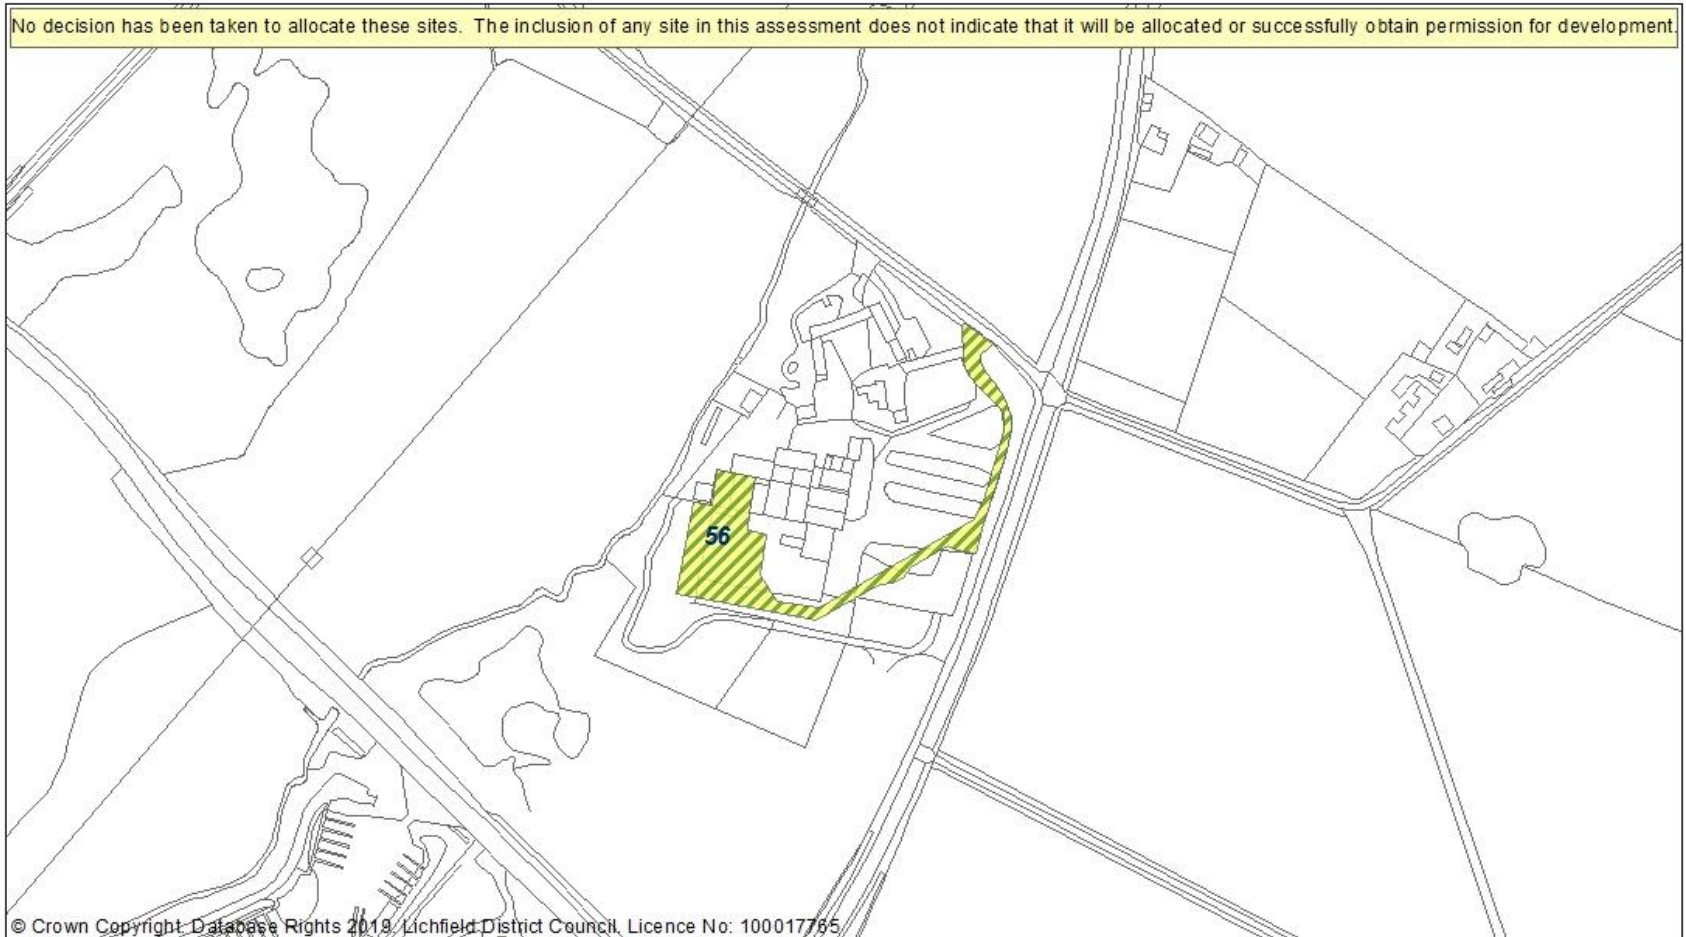 No decision has been taken to allocate these sites. The inclusion of any site in this assessment does not indicate that it will be allocated or successfully obtain permission for development.
56
© Crown Copyright: Database Rights 2019. Lichfield District Council. Licence No: 100017765